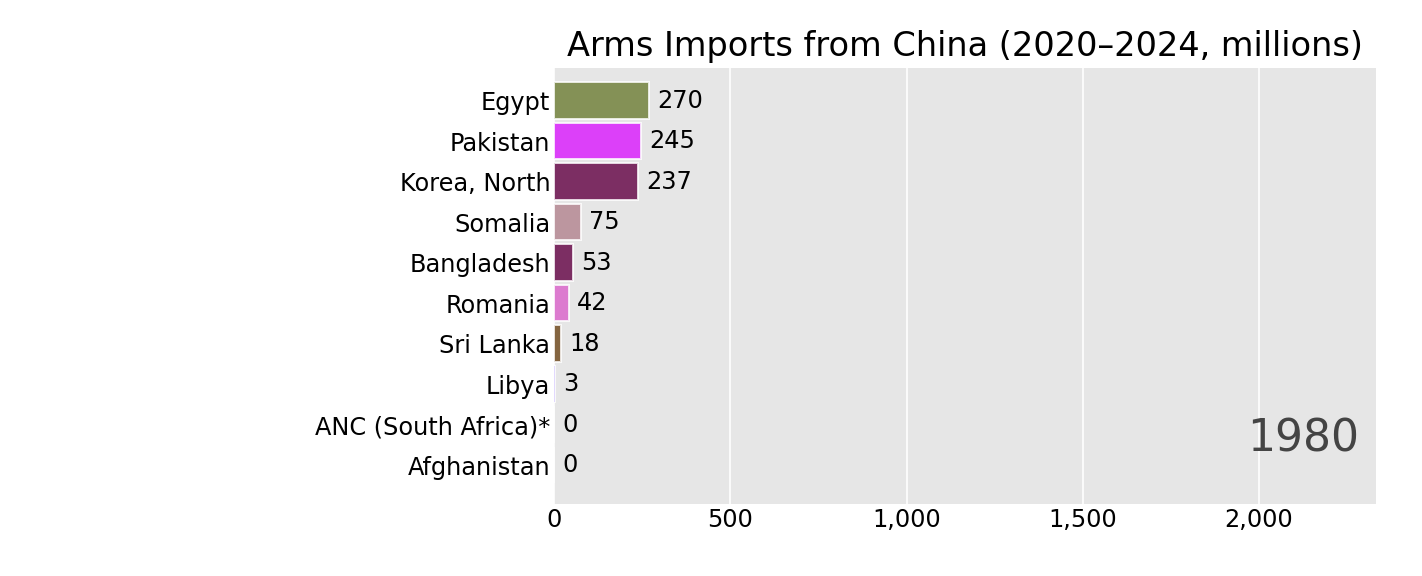 Arms Imports from China (2020–2024, millions)
Egypt 270
Pakistan 245
Korea, North 237
Somalia 75
Bangladesh 53
Romania 42
Sri Lanka 18
Libya 3
ANC (South Africa)* 0
Afghanistan 0
1980
0 500 1,000 1,500 2,000